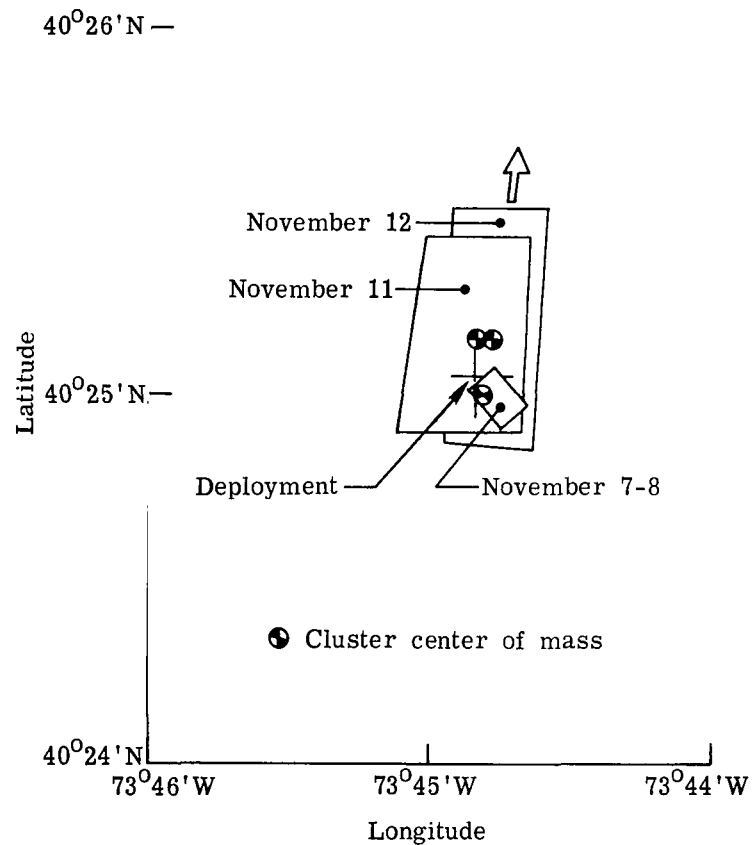 40°26'N
November 12
November 11
Latitude
40°25'N
Deployment
November 7-8
Cluster center of mass
40°24'N
73°46'W
73°45'W
73°44'W
Longitude